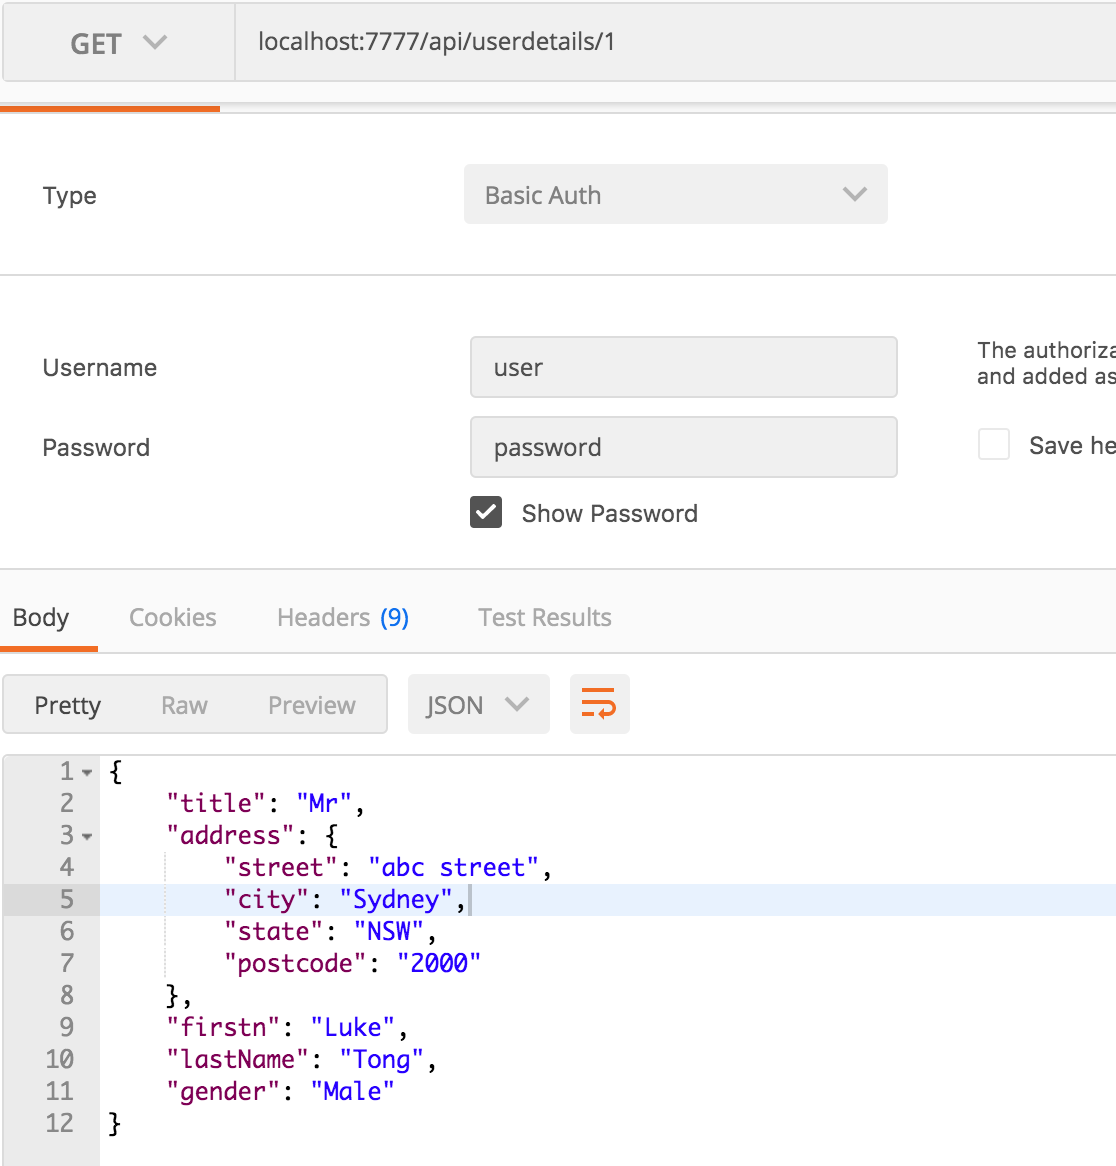 GET localhost:7777/api/userdetails/1
Type Basic Auth
Username user
Password password
Show Password
The authoriza
and added as
Save he
Body Cookies Headers (9) Test Results
Pretty Raw Preview JSON
1 {
2 "title": "Mr",
3 "address": {
4 "street": "abc street",
5 "city": "Sydney",
6 "state": "NSW",
7 "postcode": "2000"
8 },
9 "firstn": "Luke",
10 "lastName": "Tong",
11 "gender": "Male"
12 }